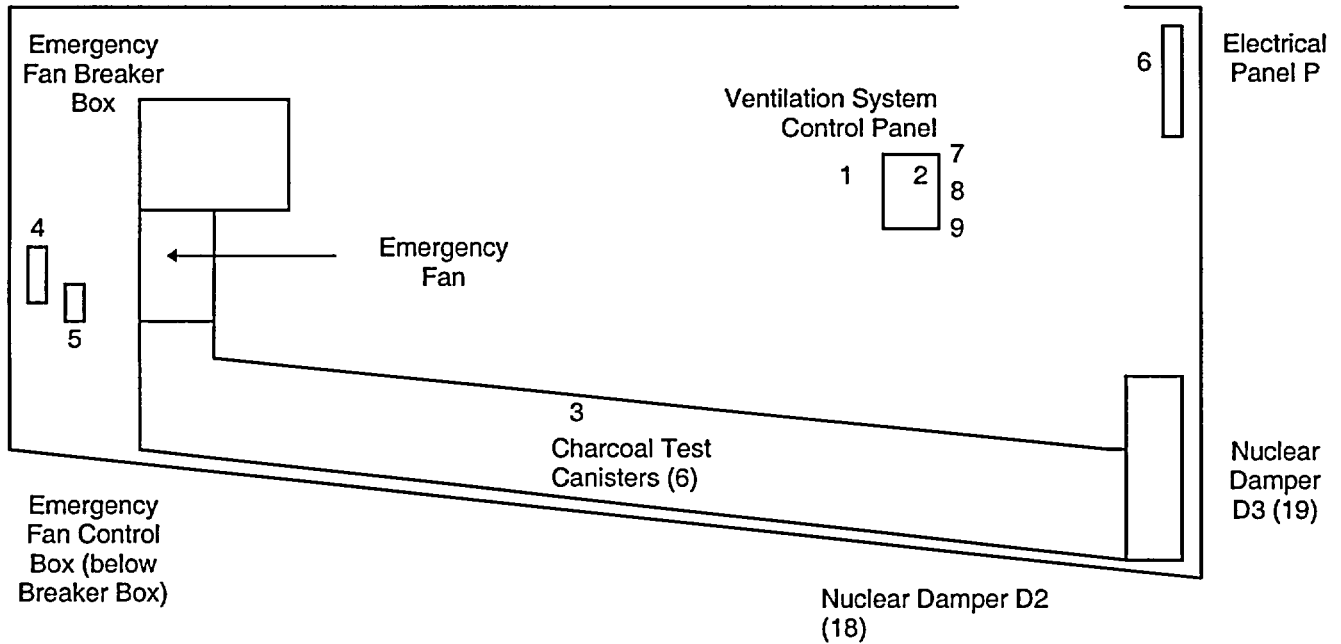 Emergency
Fan Breaker
Box
6
Electrical
Panel P
Ventilation System
Control Panel
1
2
7
8
9
4
5
Emergency
Fan
3
Charcoal Test
Canisters (6)
Nuclear
Damper
D3 (19)
Emergency
Fan Control
Box (below
Breaker Box)
Nuclear Damper D2
(18)